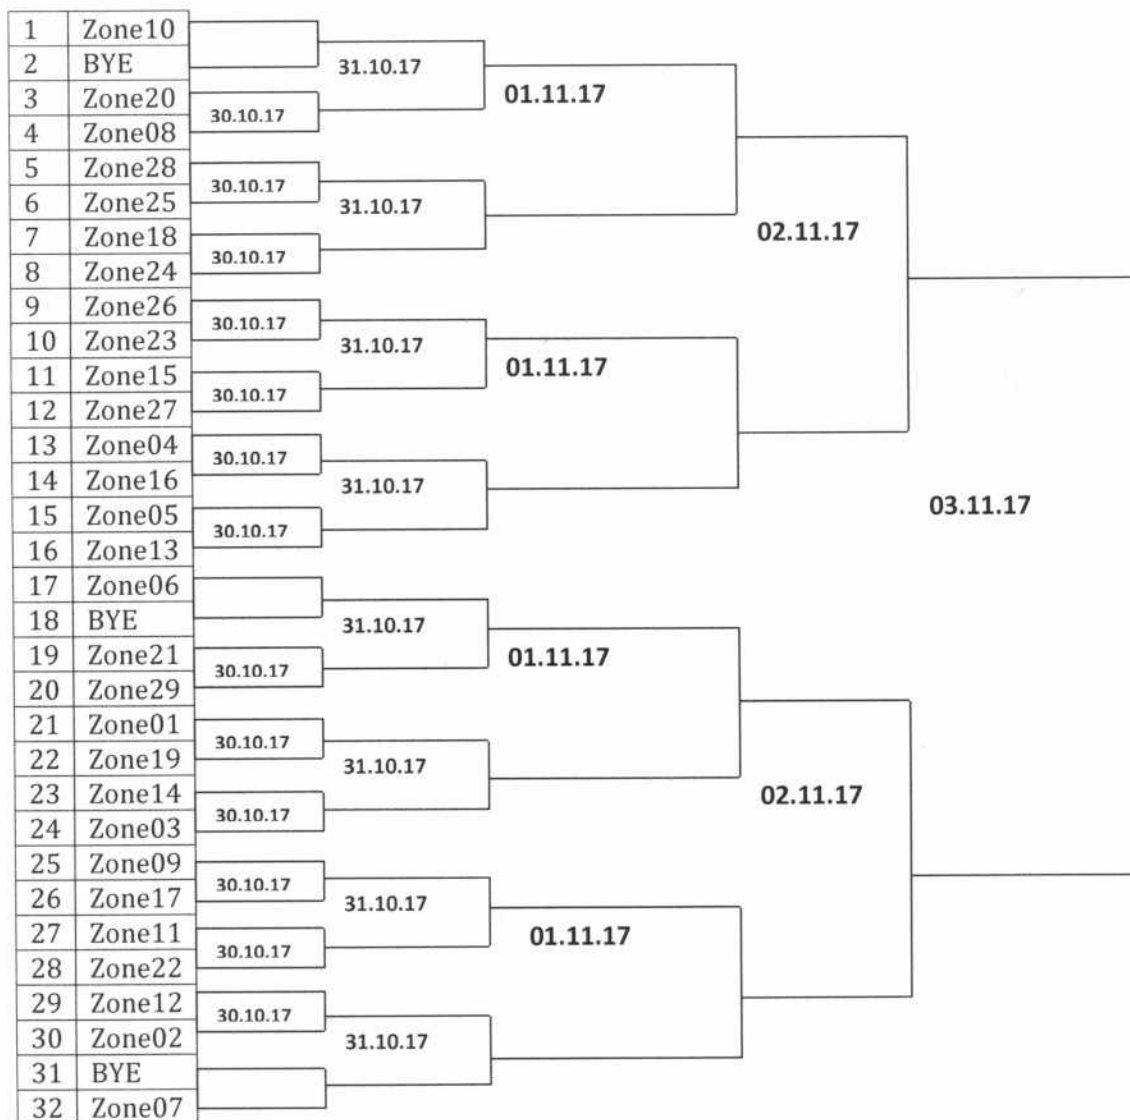 1 Zone10
2 BYE
31.10.17
01.11.17
3 Zone20
30.10.17
4 Zone08
5 Zone28
30.10.17
6 Zone25
31.10.17
7 Zone18
02.11.17
30.10.17
8 Zone24
9 Zone26
30.10.17
10 Zone23
31.10.17
01.11.17
11 Zone15
30.10.17
12 Zone27
13 Zone04
30.10.17
14 Zone16
31.10.17
03.11.17
15 Zone05
30.10.17
16 Zone13
17 Zone06
18 BYE
31.10.17
19 Zone21
01.11.17
30.10.17
20 Zone29
21 Zone01
30.10.17
22 Zone19
31.10.17
23 Zone14
02.11.17
30.10.17
24 Zone03
25 Zone09
30.10.17
26 Zone17
31.10.17
27 Zone11
01.11.17
30.10.17
28 Zone22
29 Zone12
30.10.17
30 Zone02
31.10.17
31 BYE
32 Zone07